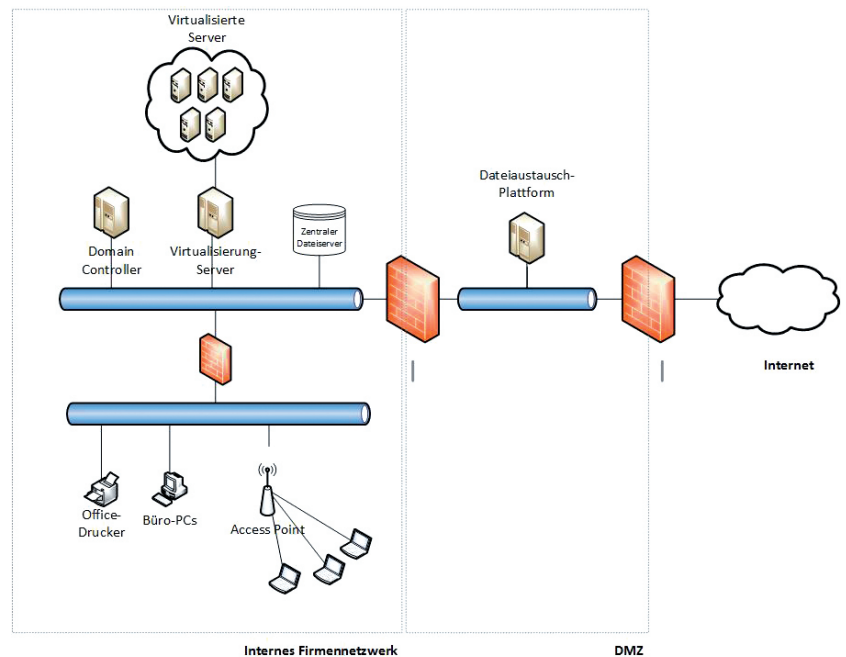 Virtualisierte
Server
Dateiaustausch-
Plattform
Zentraler
Dateiserver
Domain
Controller
Virtualisierung-
Server
Internet
Office-
Drucker
Büro-PCs
Access Point
Internes Firmennetzwerk
DMZ